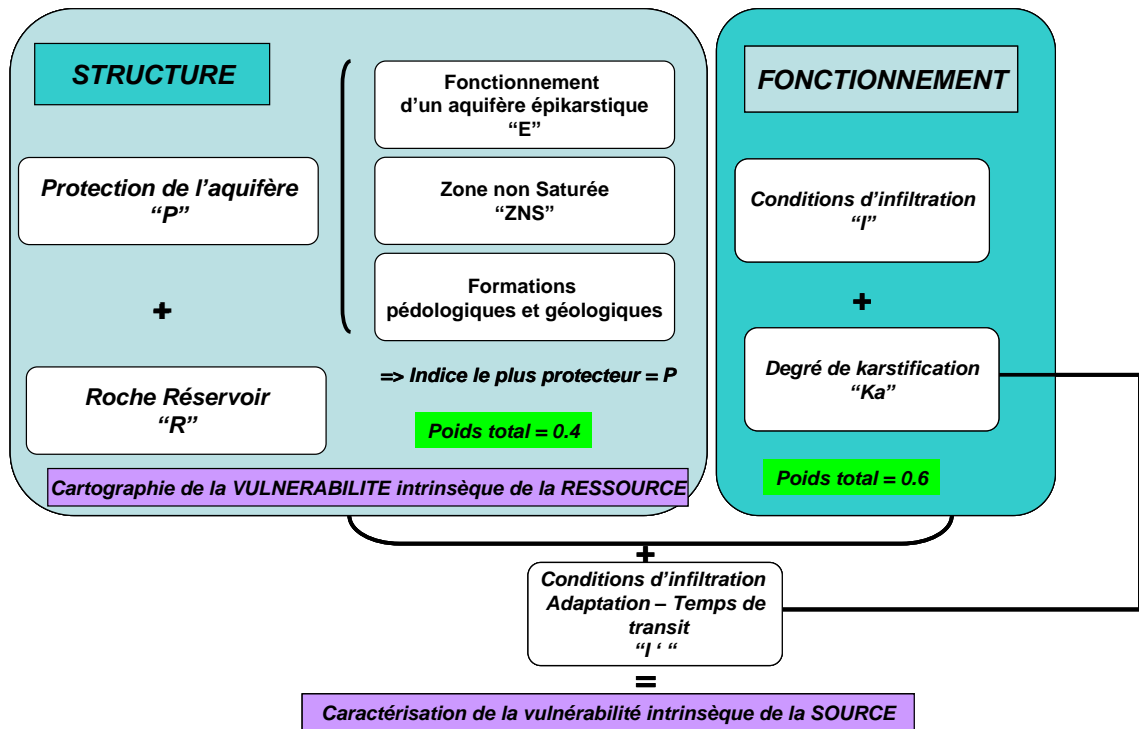 STRUCTURE
Protection de l'aquifère
“P”
+
Roche Réservoir
“R”
Fonctionnement
d'un aquifère épikarstique
“E”
Zone non Saturée
“ZNS”
Formations
pédologiques et géologiques
=> Indice le plus protecteur = P
Poids total = 0.4
Cartographie de la VULNERABILITE intrinsèque de la RESSOURCE
FONCTIONNEMENT
Conditions d'infiltration
“I”
+
Degré de karstification
“Ka”
Poids total = 0.6
+
Conditions d'infiltration
Adaptation – Temps de
transit
“I ‘ “
=
Caractérisation de la vulnérabilité intrinsèque de la SOURCE